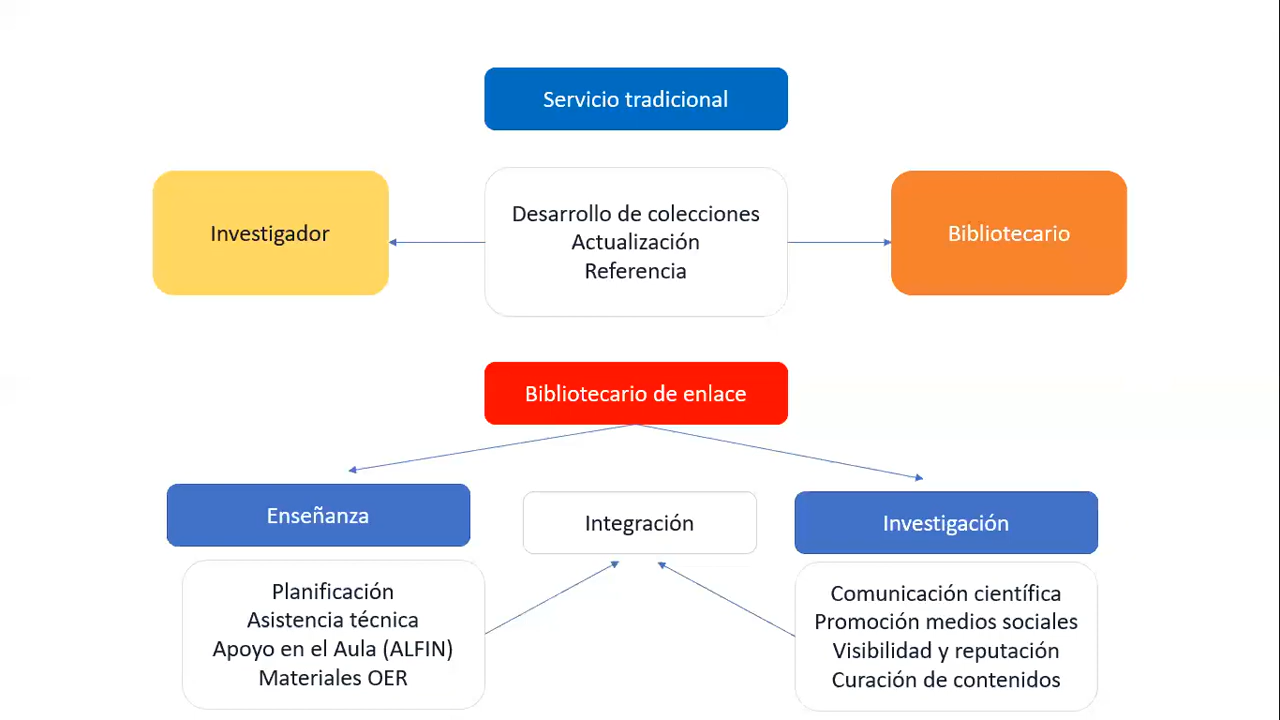 Servicio tradicional
Investigador
Desarrollo de colecciones
Actualización
Referencia
Bibliotecario
Bibliotecario de enlace
Enseñanza
Integración
Investigación
Planificación
Asistencia técnica
Apoyo en el Aula (ALFIN)
Materiales OER
Comunicación científica
Promoción medios sociales
Visibilidad y reputación
Curación de contenidos